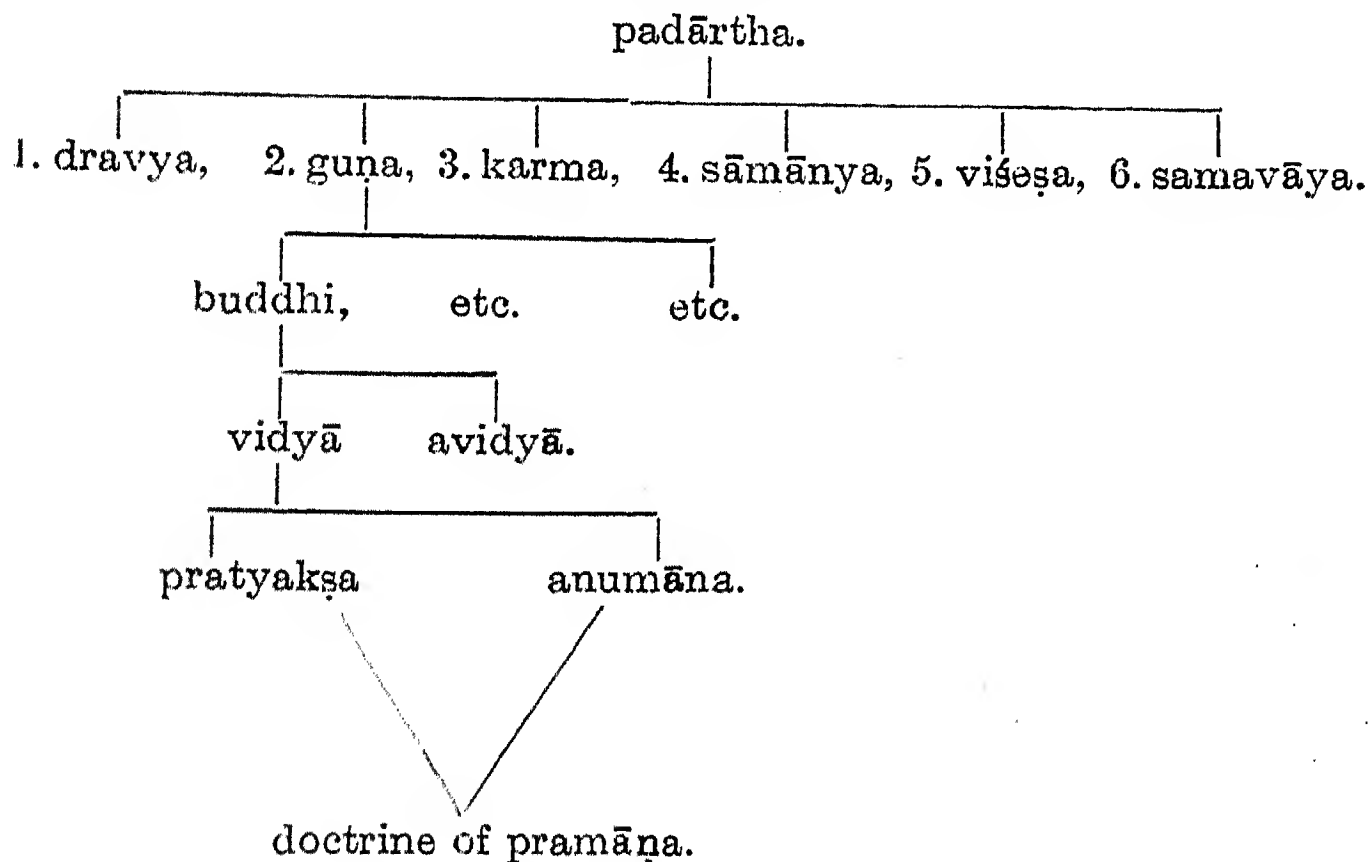 padārtha.
1. dravya, 2. guṇa, 3. karma, 4. sāmānya, 5. viśeṣa, 6. samavāya.
buddhi, etc. etc.
vidyā avidyā.
pratyakṣa anumāna.
doctrine of pramāṇa.